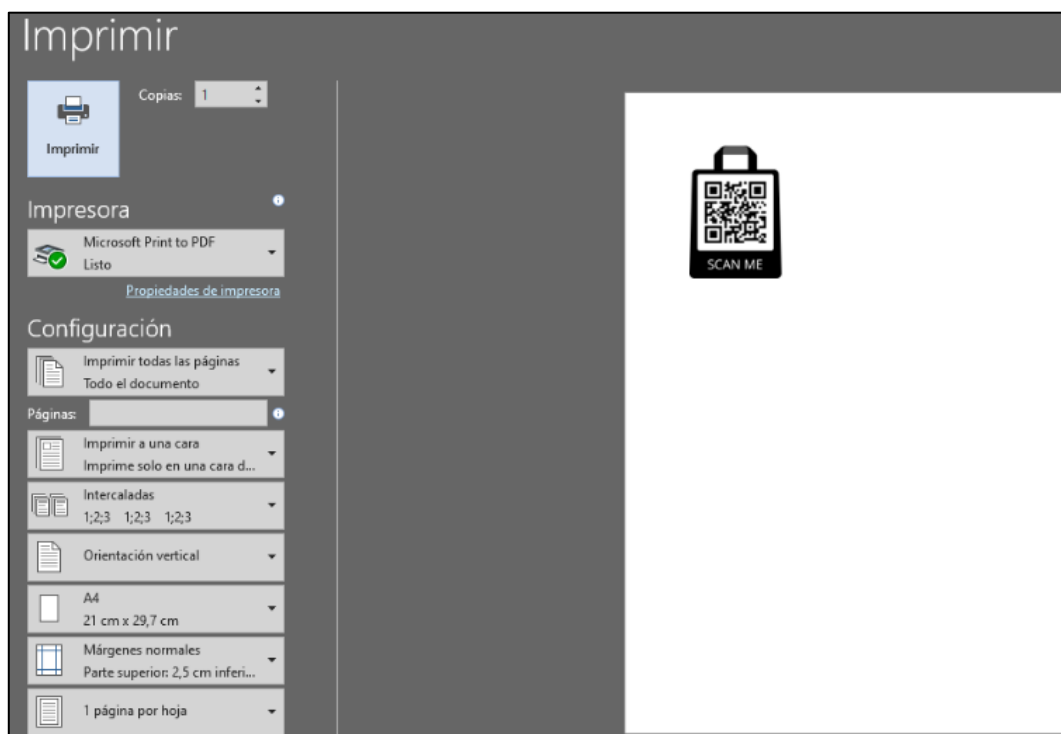 Imprimir
Copias: 1
Imprimir
Impresora
Microsoft Print to PDF
Listo
Propiedades de impresora
Configuración
Imprimir todas las páginas
Todo el documento
Páginas:
Imprimir a una cara
Imprime solo en una cara d...
Intercaladas
1;2;3 1;2;3 1;2;3
Orientación vertical
A4
21 cm x 29,7 cm
Márgenes normales
Parte superior: 2,5 cm inferi...
1 página por hoja
SCAN ME